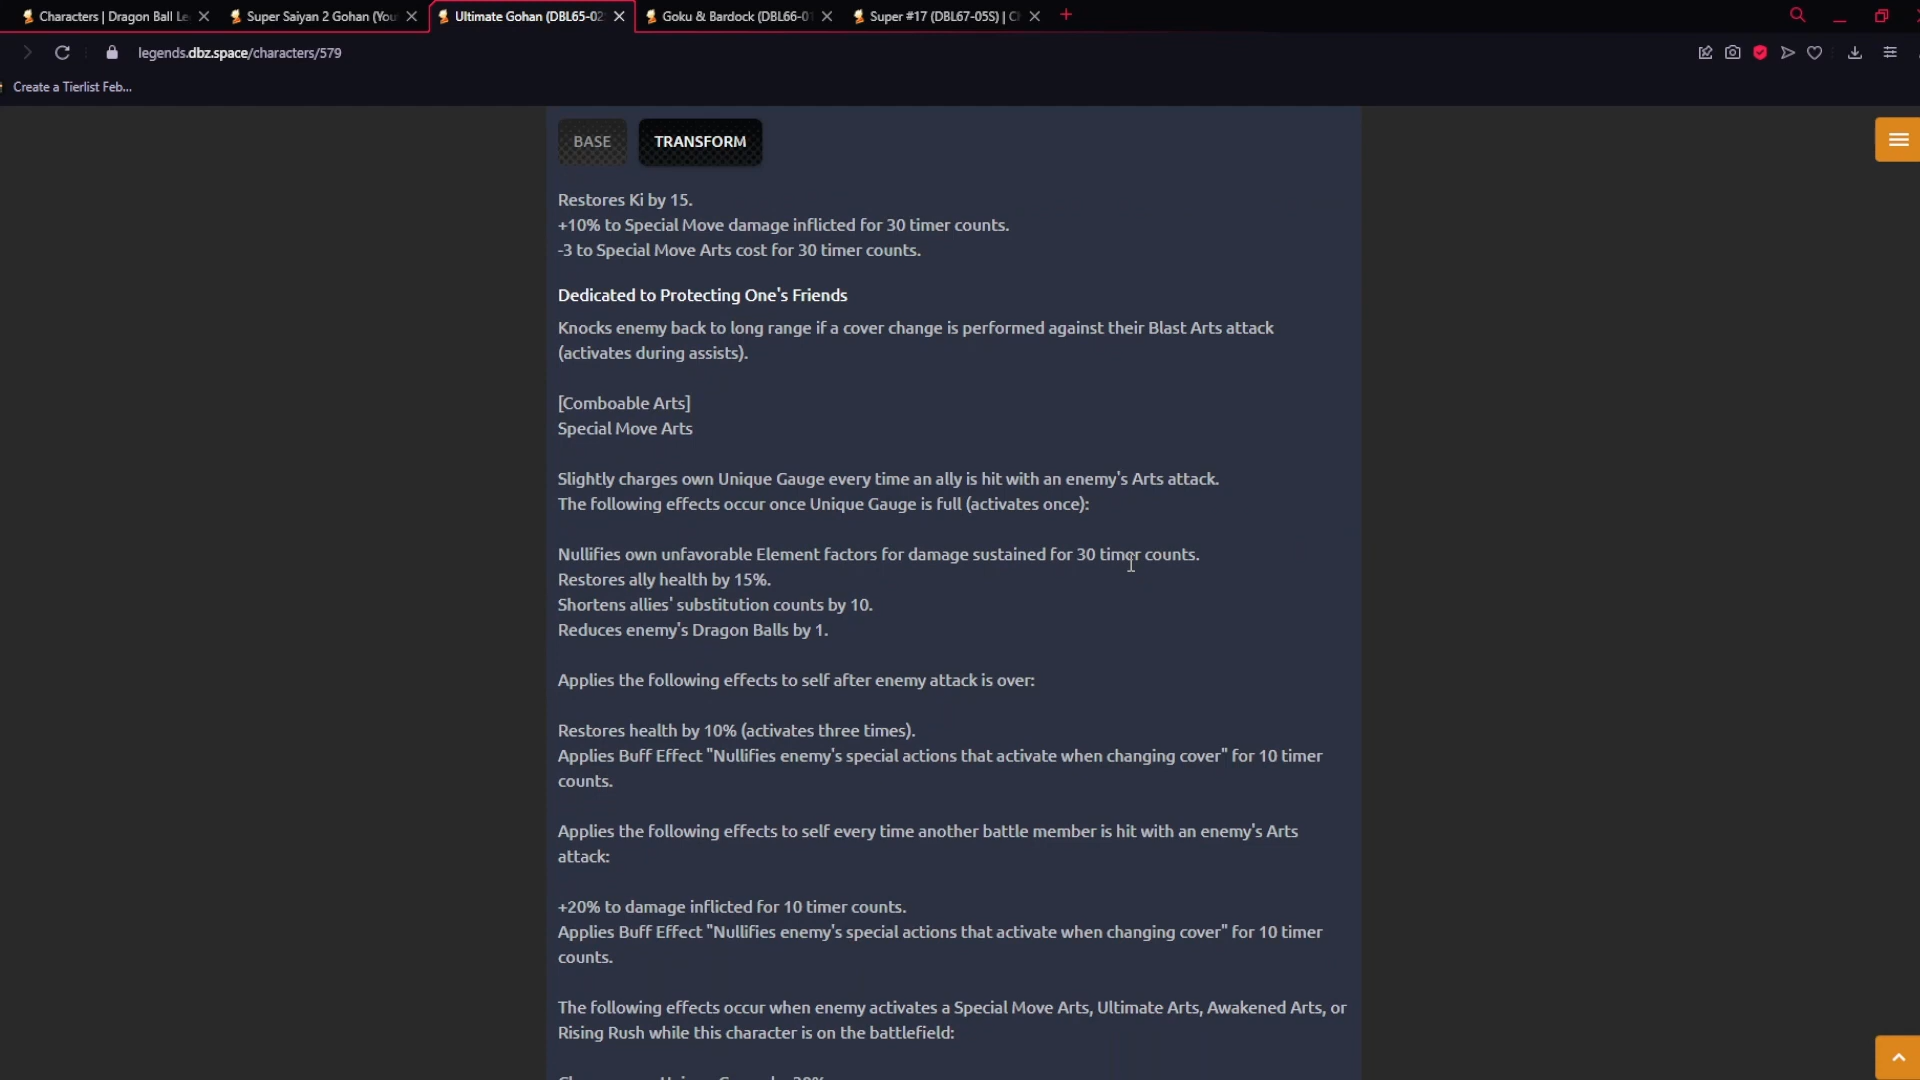 Characters | Dragon Ball Le
Super Saiyan 2 Gohan (You
Ultimate Gohan (DBL65-02
Goku & Bardock (DBL66-01
Super #17 (DBL67-05S) | C
legends.dbz.space/characters/579
Create a Tierlist Feb...
BASE
TRANSFORM
Restores Ki by 15.
+10% to Special Move damage inflicted for 30 timer counts.
-3 to Special Move Arts cost for 30 timer counts.
Dedicated to Protecting One's Friends
Knocks enemy back to long range if a cover change is performed against their Blast Arts attack
(activates during assists).
[Comboable Arts]
Special Move Arts
Slightly charges own Unique Gauge every time an ally is hit with an enemy's Arts attack.
The following effects occur once Unique Gauge is full (activates once):
Nullifies own unfavorable Element factors for damage sustained for 30 timer counts.
Restores ally health by 15%.
Shortens allies' substitution counts by 10.
Reduces enemy's Dragon Balls by 1.
Applies the following effects to self after enemy attack is over:
Restores health by 10% (activates three times).
Applies Buff Effect "Nullifies enemy's special actions that activate when changing cover" for 10 timer
counts.
Applies the following effects to self every time another battle member is hit with an enemy's Arts
attack:
+20% to damage inflicted for 10 timer counts.
Applies Buff Effect "Nullifies enemy's special actions that activate when changing cover" for 10 timer
counts.
The following effects occur when enemy activates a Special Move Arts, Ultimate Arts, Awakened Arts, or
Rising Rush while this character is on the battlefield: